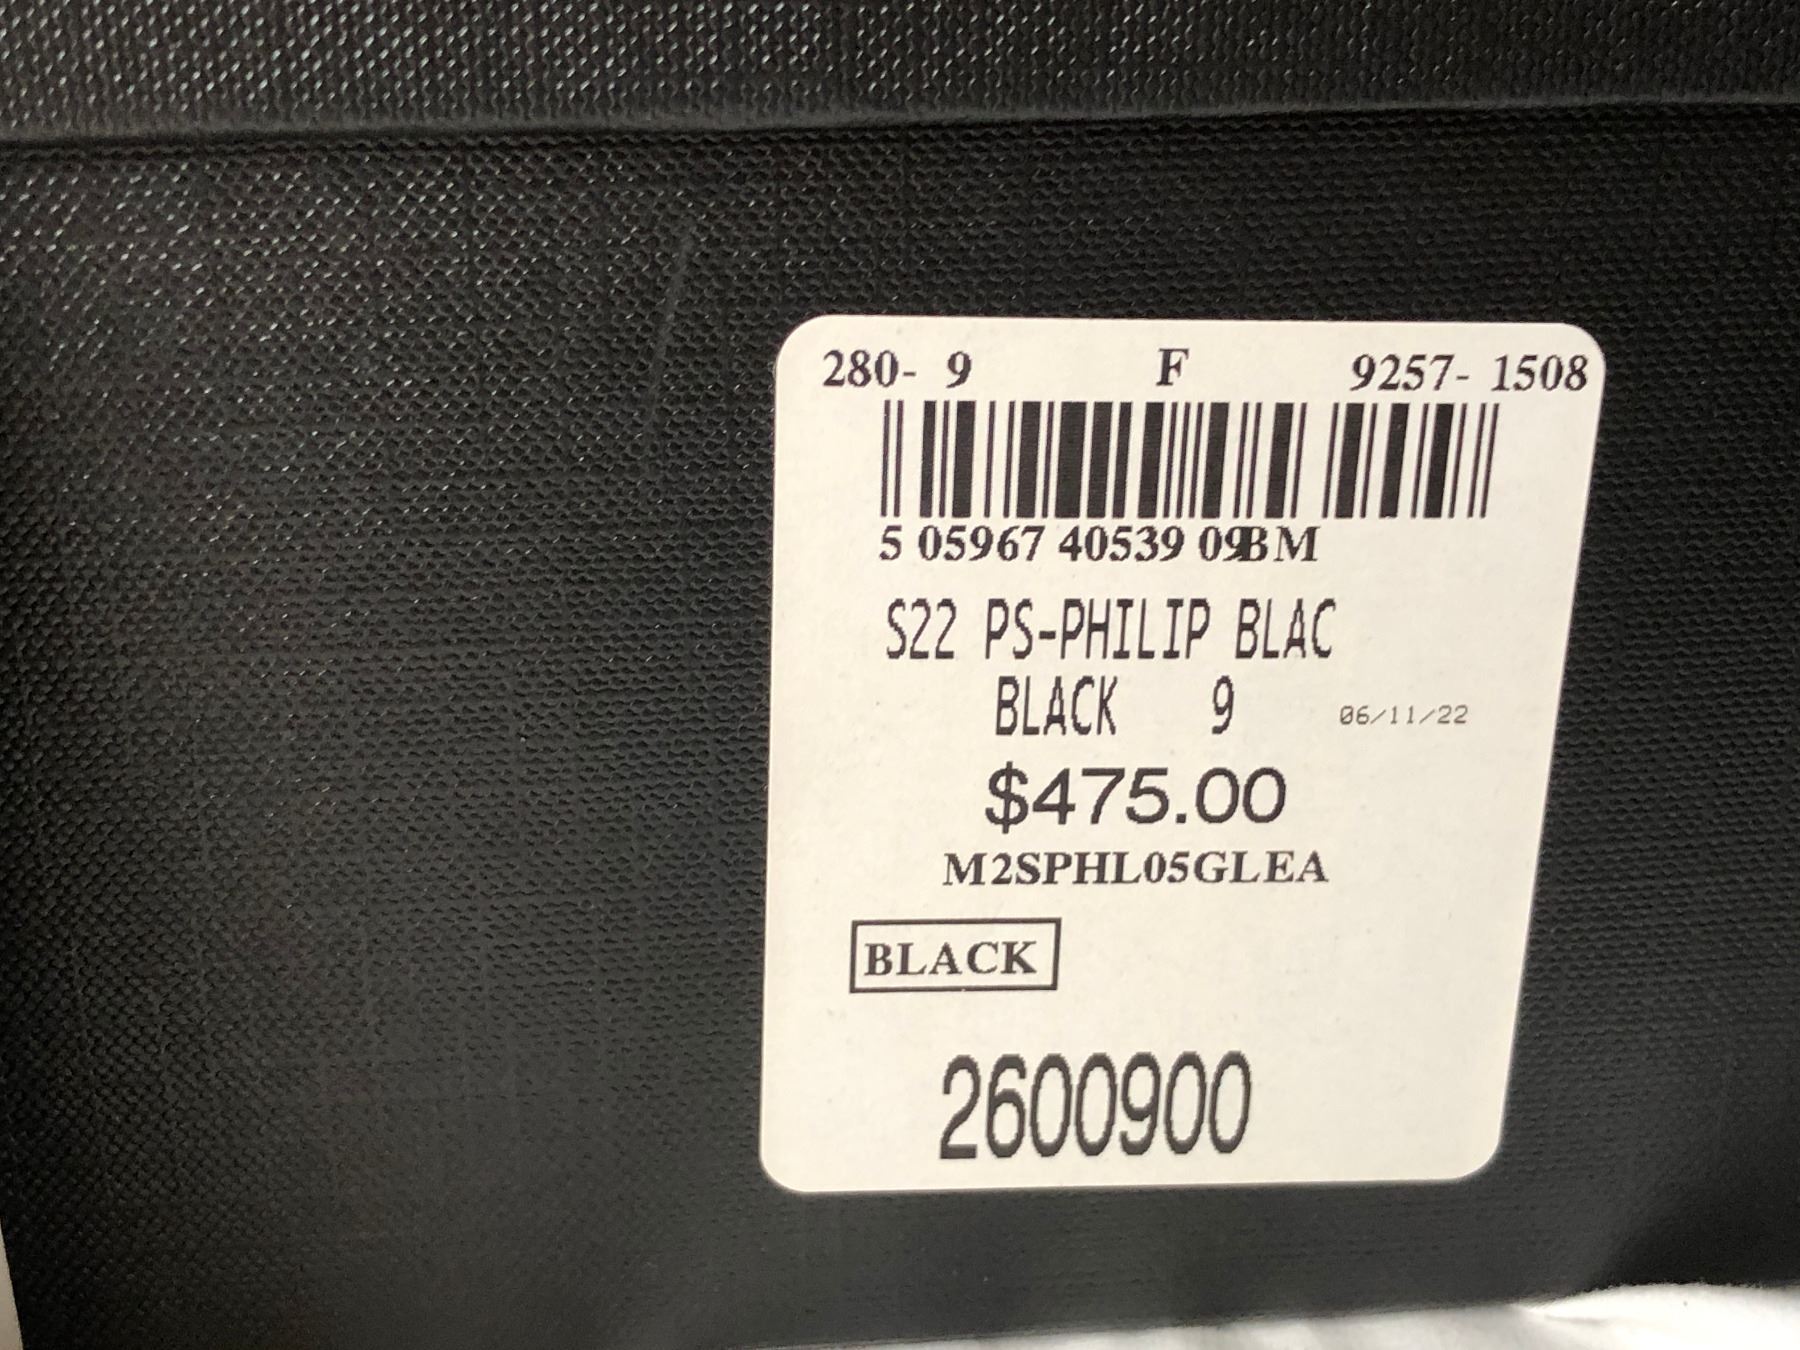 280- 9 F 9257- 1508
5 05967 40539 09BM
S22 PS-PHILIP BLAC
BLACK 9 06/11/22
$475.00
M2SPHL05GLEA
BLACK
2600900